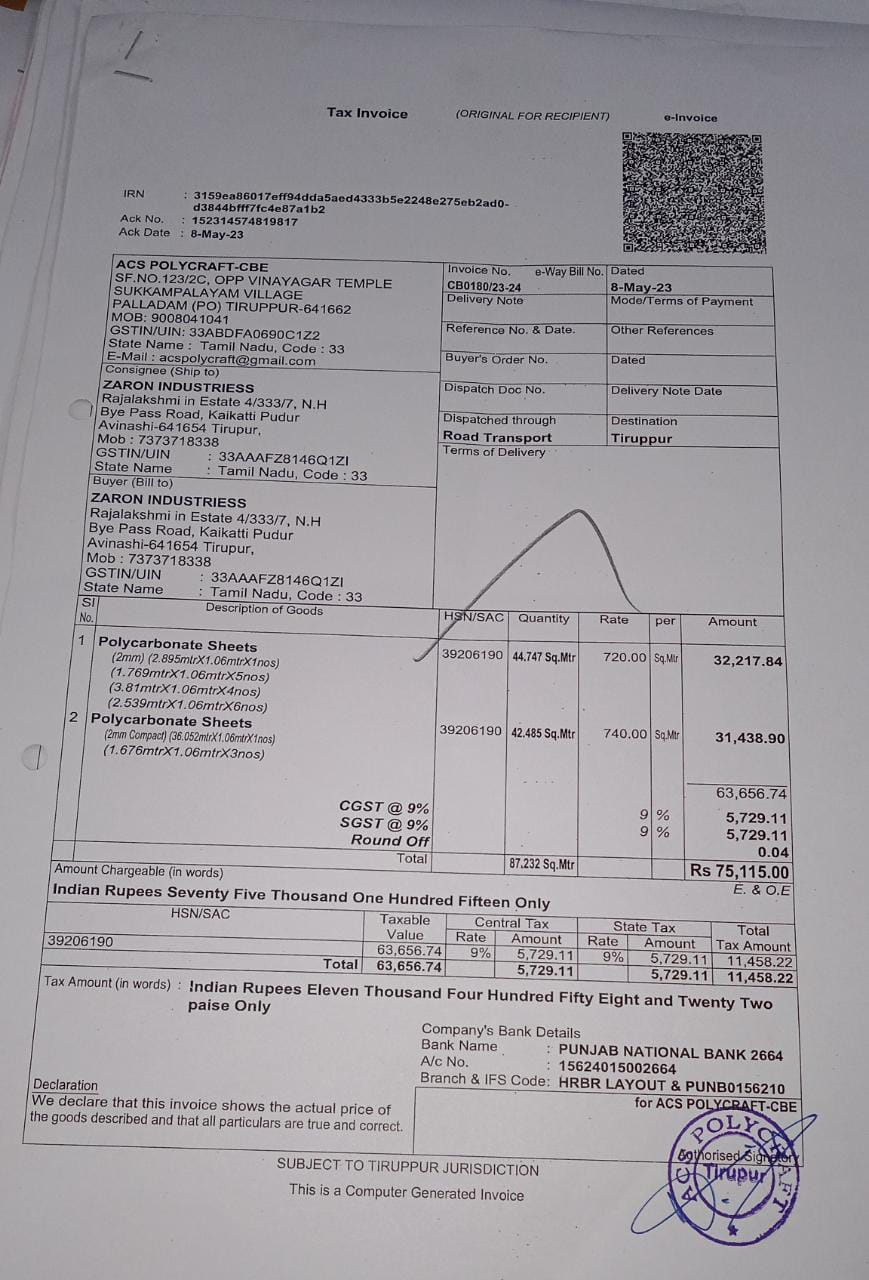 Tax Invoice (ORIGINAL FOR RECIPIENT) e-Invoice
IRN : 3159ea86017eff94dda5aed4333b5e2248e275eb2ad0-
d3844bfff7fc4e87a1b2
Ack No. : 152314574819817
Ack Date : 8-May-23
ACS POLYCRAFT-CBE
SF.NO.123/2C, OPP VINAYAGAR TEMPLE
SUKKAMPALAYAM VILLAGE
PALLADAM (PO) TIRUPPUR-641662
MOB: 9008041041
GSTIN/UIN: 33ABDFA0690C1Z2
State Name : Tamil Nadu, Code : 33
E-Mail : acspolycraft@gmail.com
Invoice No. e-Way Bill No. Dated
CB0180/23-24 8-May-23
Delivery Note Mode/Terms of Payment
Reference No. & Date. Other References
Buyer's Order No. Dated
Dispatch Doc No. Delivery Note Date
Dispatched through Destination
Road Transport Tiruppur
Terms of Delivery
Consignee (Ship to)
ZARON INDUSTRIESS
Rajalakshmi in Estate 4/333/7, N.H
Bye Pass Road, Kaikatti Pudur
Avinashi-641654 Tirupur,
Mob : 7373718338
GSTIN/UIN : 33AAAFZ8146Q1ZI
State Name : Tamil Nadu, Code : 33
Buyer (Bill to)
ZARON INDUSTRIESS
Rajalakshmi in Estate 4/333/7, N.H
Bye Pass Road, Kaikatti Pudur
Avinashi-641654 Tirupur,
Mob : 7373718338
GSTIN/UIN : 33AAAFZ8146Q1ZI
State Name : Tamil Nadu, Code : 33
Sl No. Description of Goods HSN/SAC Quantity Rate per Amount
1 Polycarbonate Sheets 39206190 44.747 Sq.Mtr 720.00 Sq.Mtr 32,217.84
(2mm) (2.895mtrX1.06mtrX1nos)
(1.769mtrX1.06mtrX5nos)
(3.81mtrX1.06mtrX4nos)
(2.539mtrX1.06mtrX6nos)
2 Polycarbonate Sheets 39206190 42.485 Sq.Mtr 740.00 Sq.Mtr 31,438.90
(2mm Compact) (36.052mtrX1.06mtrX1nos)
(1.676mtrX1.06mtrX3nos)
63,656.74
CGST @ 9% 9 % 5,729.11
SGST @ 9% 9 % 5,729.11
Round Off 0.04
Total 87.232 Sq.Mtr Rs 75,115.00
Amount Chargeable (in words) E. & O.E
Indian Rupees Seventy Five Thousand One Hundred Fifteen Only
HSN/SAC Taxable Value Central Tax State Tax Total Tax Amount
Rate Amount Rate Amount
39206190 63,656.74 9% 5,729.11 9% 5,729.11 11,458.22
Total 63,656.74 5,729.11 5,729.11 11,458.22
Tax Amount (in words) : Indian Rupees Eleven Thousand Four Hundred Fifty Eight and Twenty Two
paise Only
Company's Bank Details
Bank Name : PUNJAB NATIONAL BANK 2664
A/c No. : 15624015002664
Branch & IFS Code: HRBR LAYOUT & PUNB0156210
Declaration
We declare that this invoice shows the actual price of
the goods described and that all particulars are true and correct.
for ACS POLYCRAFT-CBE
Authorised Signatory
ACS POLYCRAFT
Tirupur
SUBJECT TO TIRUPPUR JURISDICTION
This is a Computer Generated Invoice